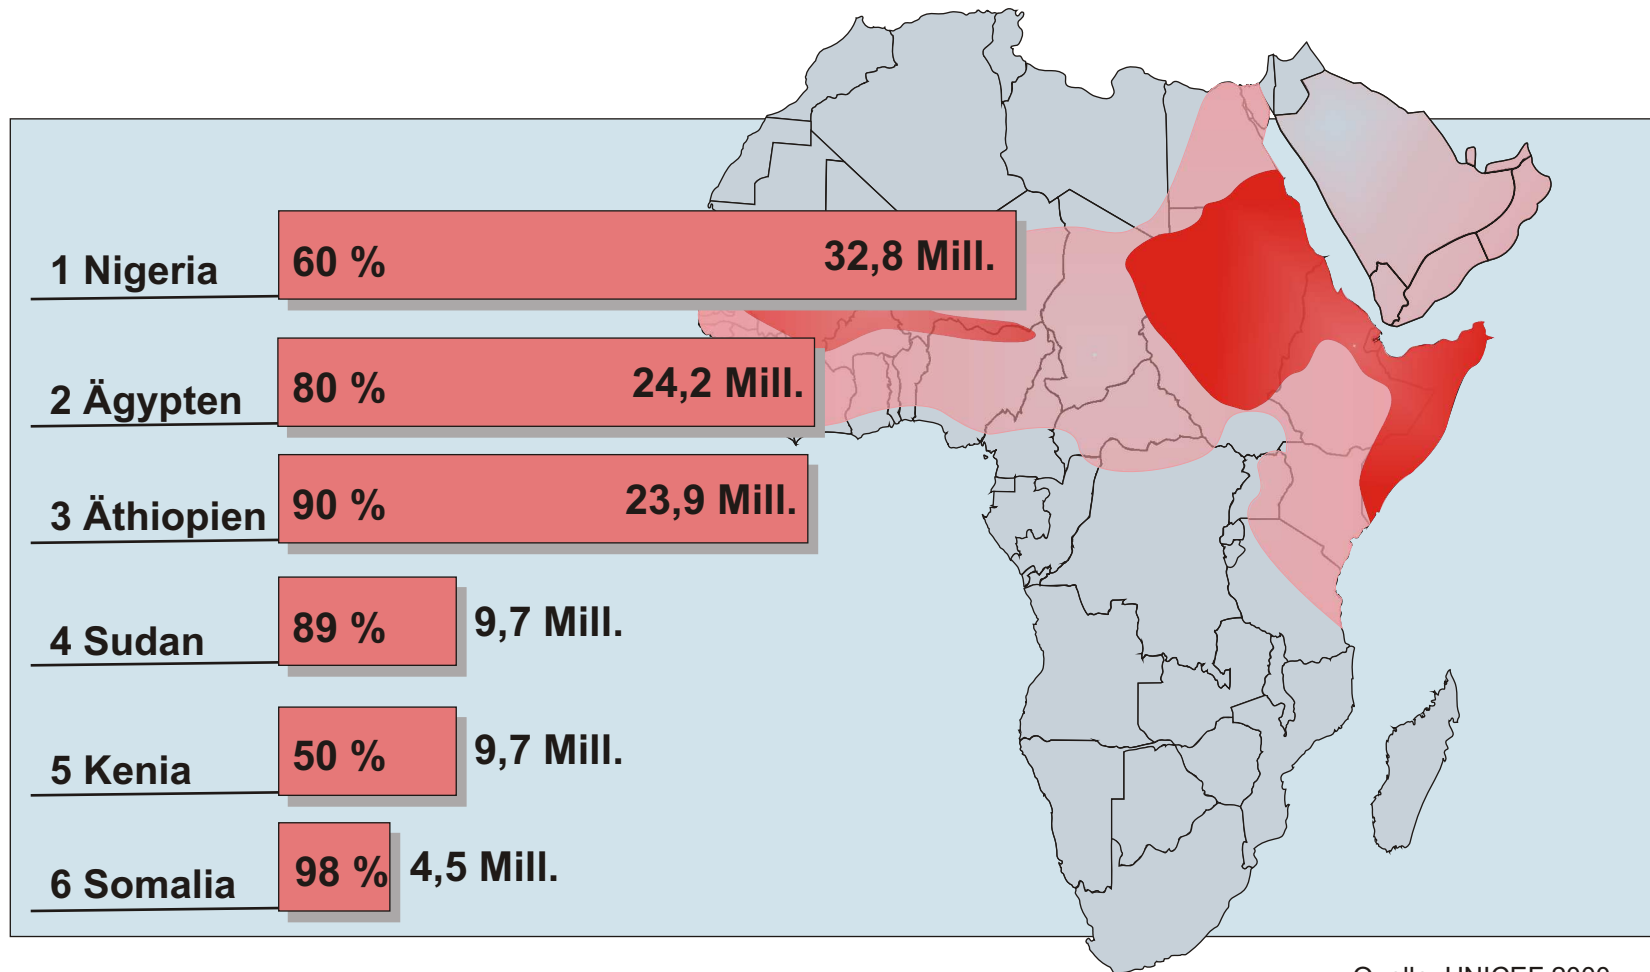 1 Nigeria 60 % 32,8 Mill.
2 Ägypten 80 % 24,2 Mill.
3 Äthiopien 90 % 23,9 Mill.
4 Sudan 89 % 9,7 Mill.
5 Kenia 50 % 9,7 Mill.
6 Somalia 98 % 4,5 Mill.